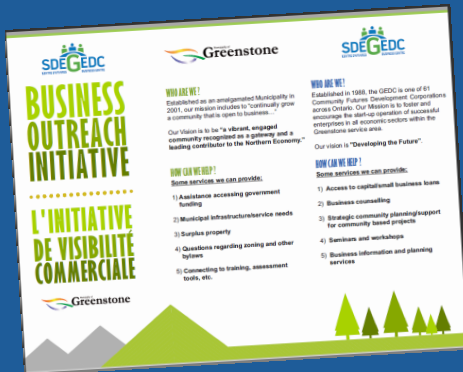 SDEGEDC
BUSINESS
OUTREACH
INITIATIVE
L'INITIATIVE
DE VISIBILITÉ
COMMERCIALE
Greenstone
Greenstone
WHO ARE WE?
Established as an amalgamated Municipality in
2001, our mission includes to "continually grow
a community that is open to business…"
Our Vision is to be "a vibrant, engaged
community recognized as a gateway and a
leading contributor to the Northern Economy."
HOW CAN WE HELP?
Some services we can provide:
1) Assistance accessing government
funding
2) Municipal infrastructure/service needs
3) Surplus property
4) Questions regarding zoning and other
bylaws
5) Connecting to training, assessment
tools, etc.
SDEGEDC
WHO ARE WE?
Established in 1988, the GEDC is one of 61
Community Futures Development Corporations
across Ontario. Our Mission is to foster and
encourage the start-up operation of successful
enterprises in all economic sectors within the
Greenstone service area.
Our vision is "Developing the Future".
HOW CAN WE HELP?
Some services we can provide:
1) Access to capital/small business loans
2) Business counselling
3) Strategic community planning/support
for community based projects
4) Seminars and workshops
5) Business information and planning
services